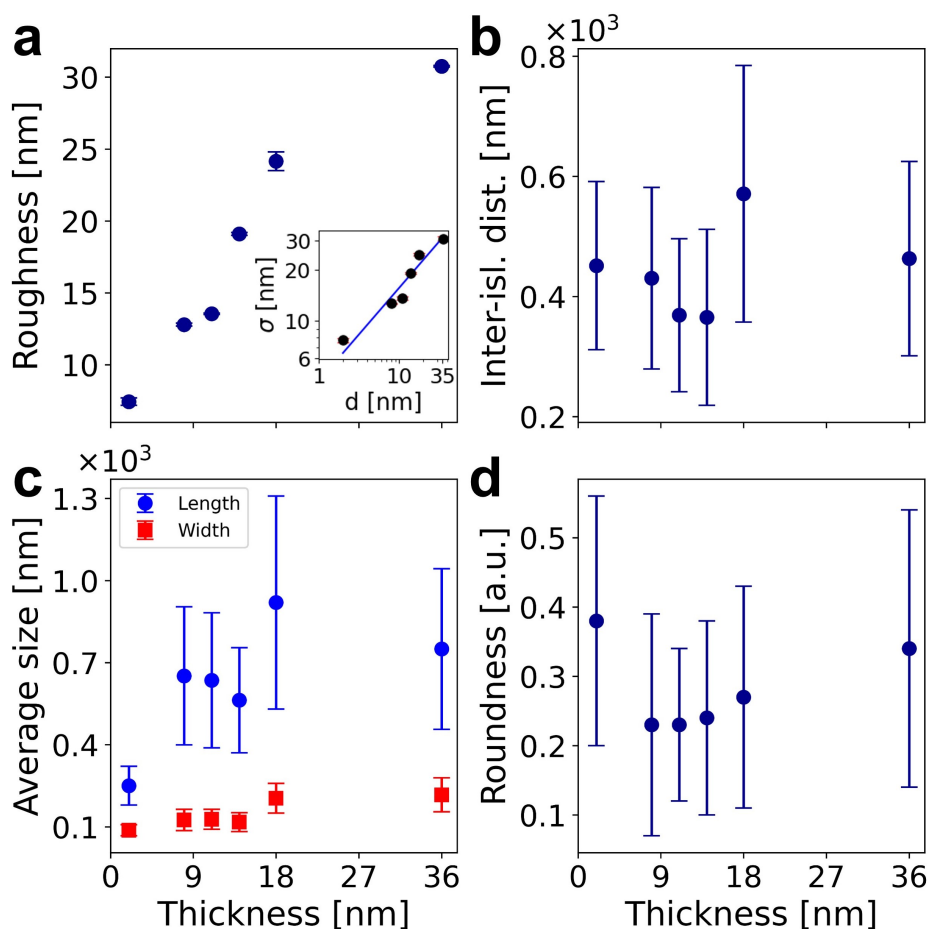 a
Roughness [nm]
30
25
20
15
10
σ [nm]
30
20
10
6
1
10
35
d [nm]
b
×10³
Inter-isl. dist. [nm]
0.8
0.6
0.4
0.2
c
×10³
Average size [nm]
1.3
1.0
0.7
0.4
0.1
Length
Width
0
9
18
27
36
Thickness [nm]
d
Roundness [a.u.]
0.5
0.4
0.3
0.2
0.1
0
9
18
27
36
Thickness [nm]